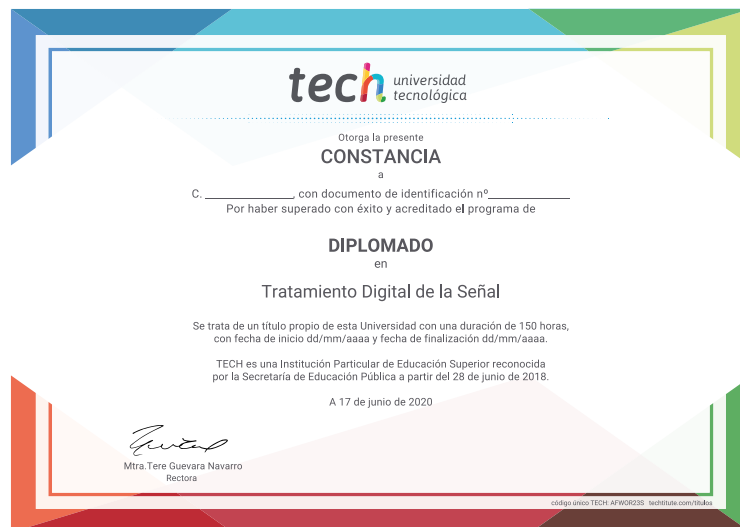 tech universidad
tecnológica
Otorga la presente
CONSTANCIA
a
C. ______________, con documento de identificación nº______________
Por haber superado con éxito y acreditado el programa de
DIPLOMADO
en
Tratamiento Digital de la Señal
Se trata de un título propio de esta Universidad con una duración de 150 horas,
con fecha de inicio dd/mm/aaaa y fecha de finalización dd/mm/aaaa.
TECH es una Institución Particular de Educación Superior reconocida
por la Secretaría de Educación Pública a partir del 28 de junio de 2018.
A 17 de junio de 2020
Mtra.Tere Guevara Navarro
Rectora
código único TECH: AFWOR23S techtitute.com/titulos